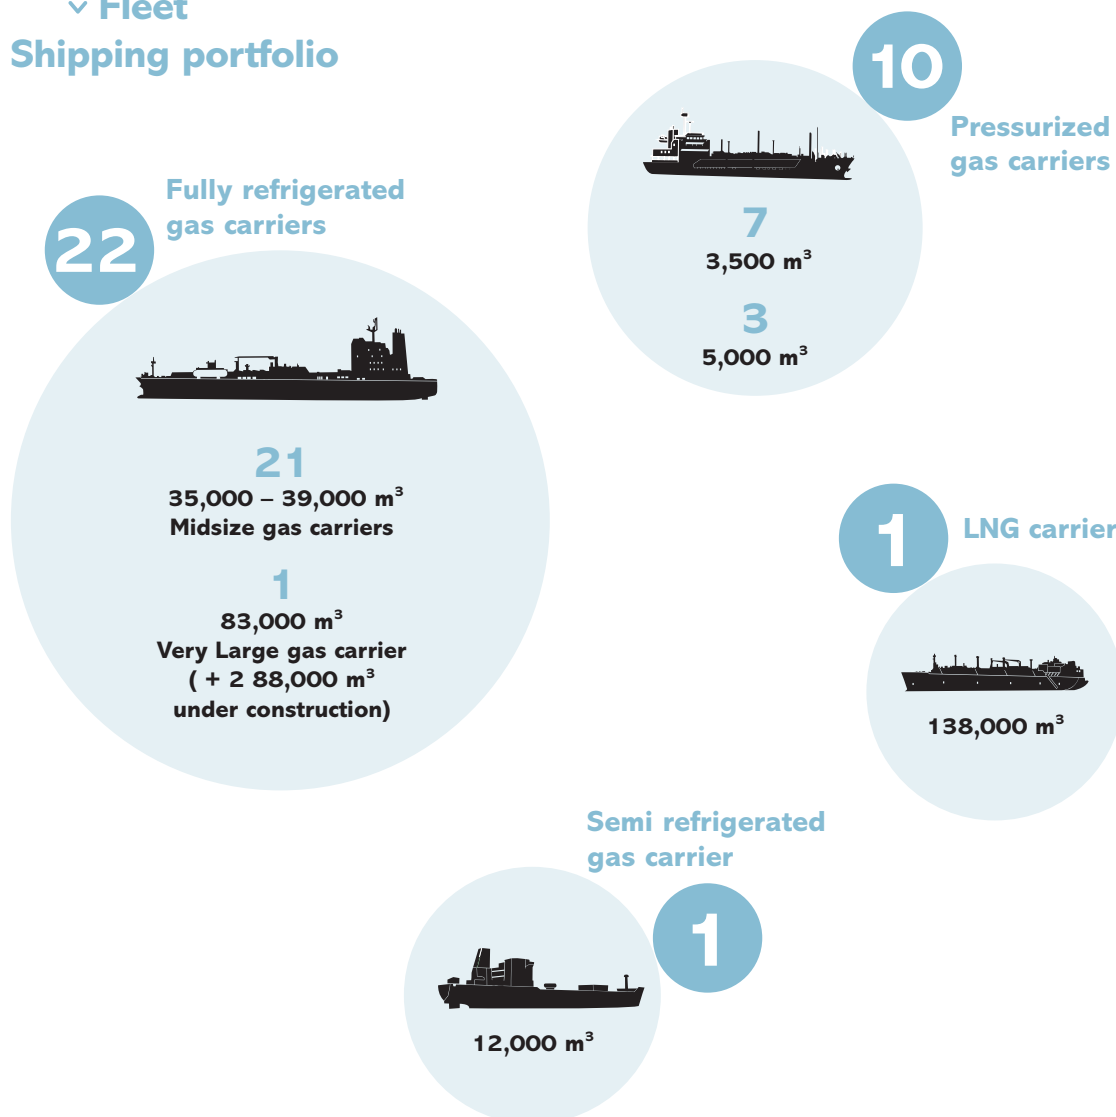 Fleet
Shipping portfolio
22
Fully refrigerated
gas carriers
21
35,000 – 39,000 m³
Midsize gas carriers
1
83,000 m³
Very Large gas carrier
( + 2 88,000 m³
under construction)
10
Pressurized
gas carriers
7
3,500 m³
3
5,000 m³
1
LNG carrier
138,000 m³
Semi refrigerated
gas carrier
1
12,000 m³